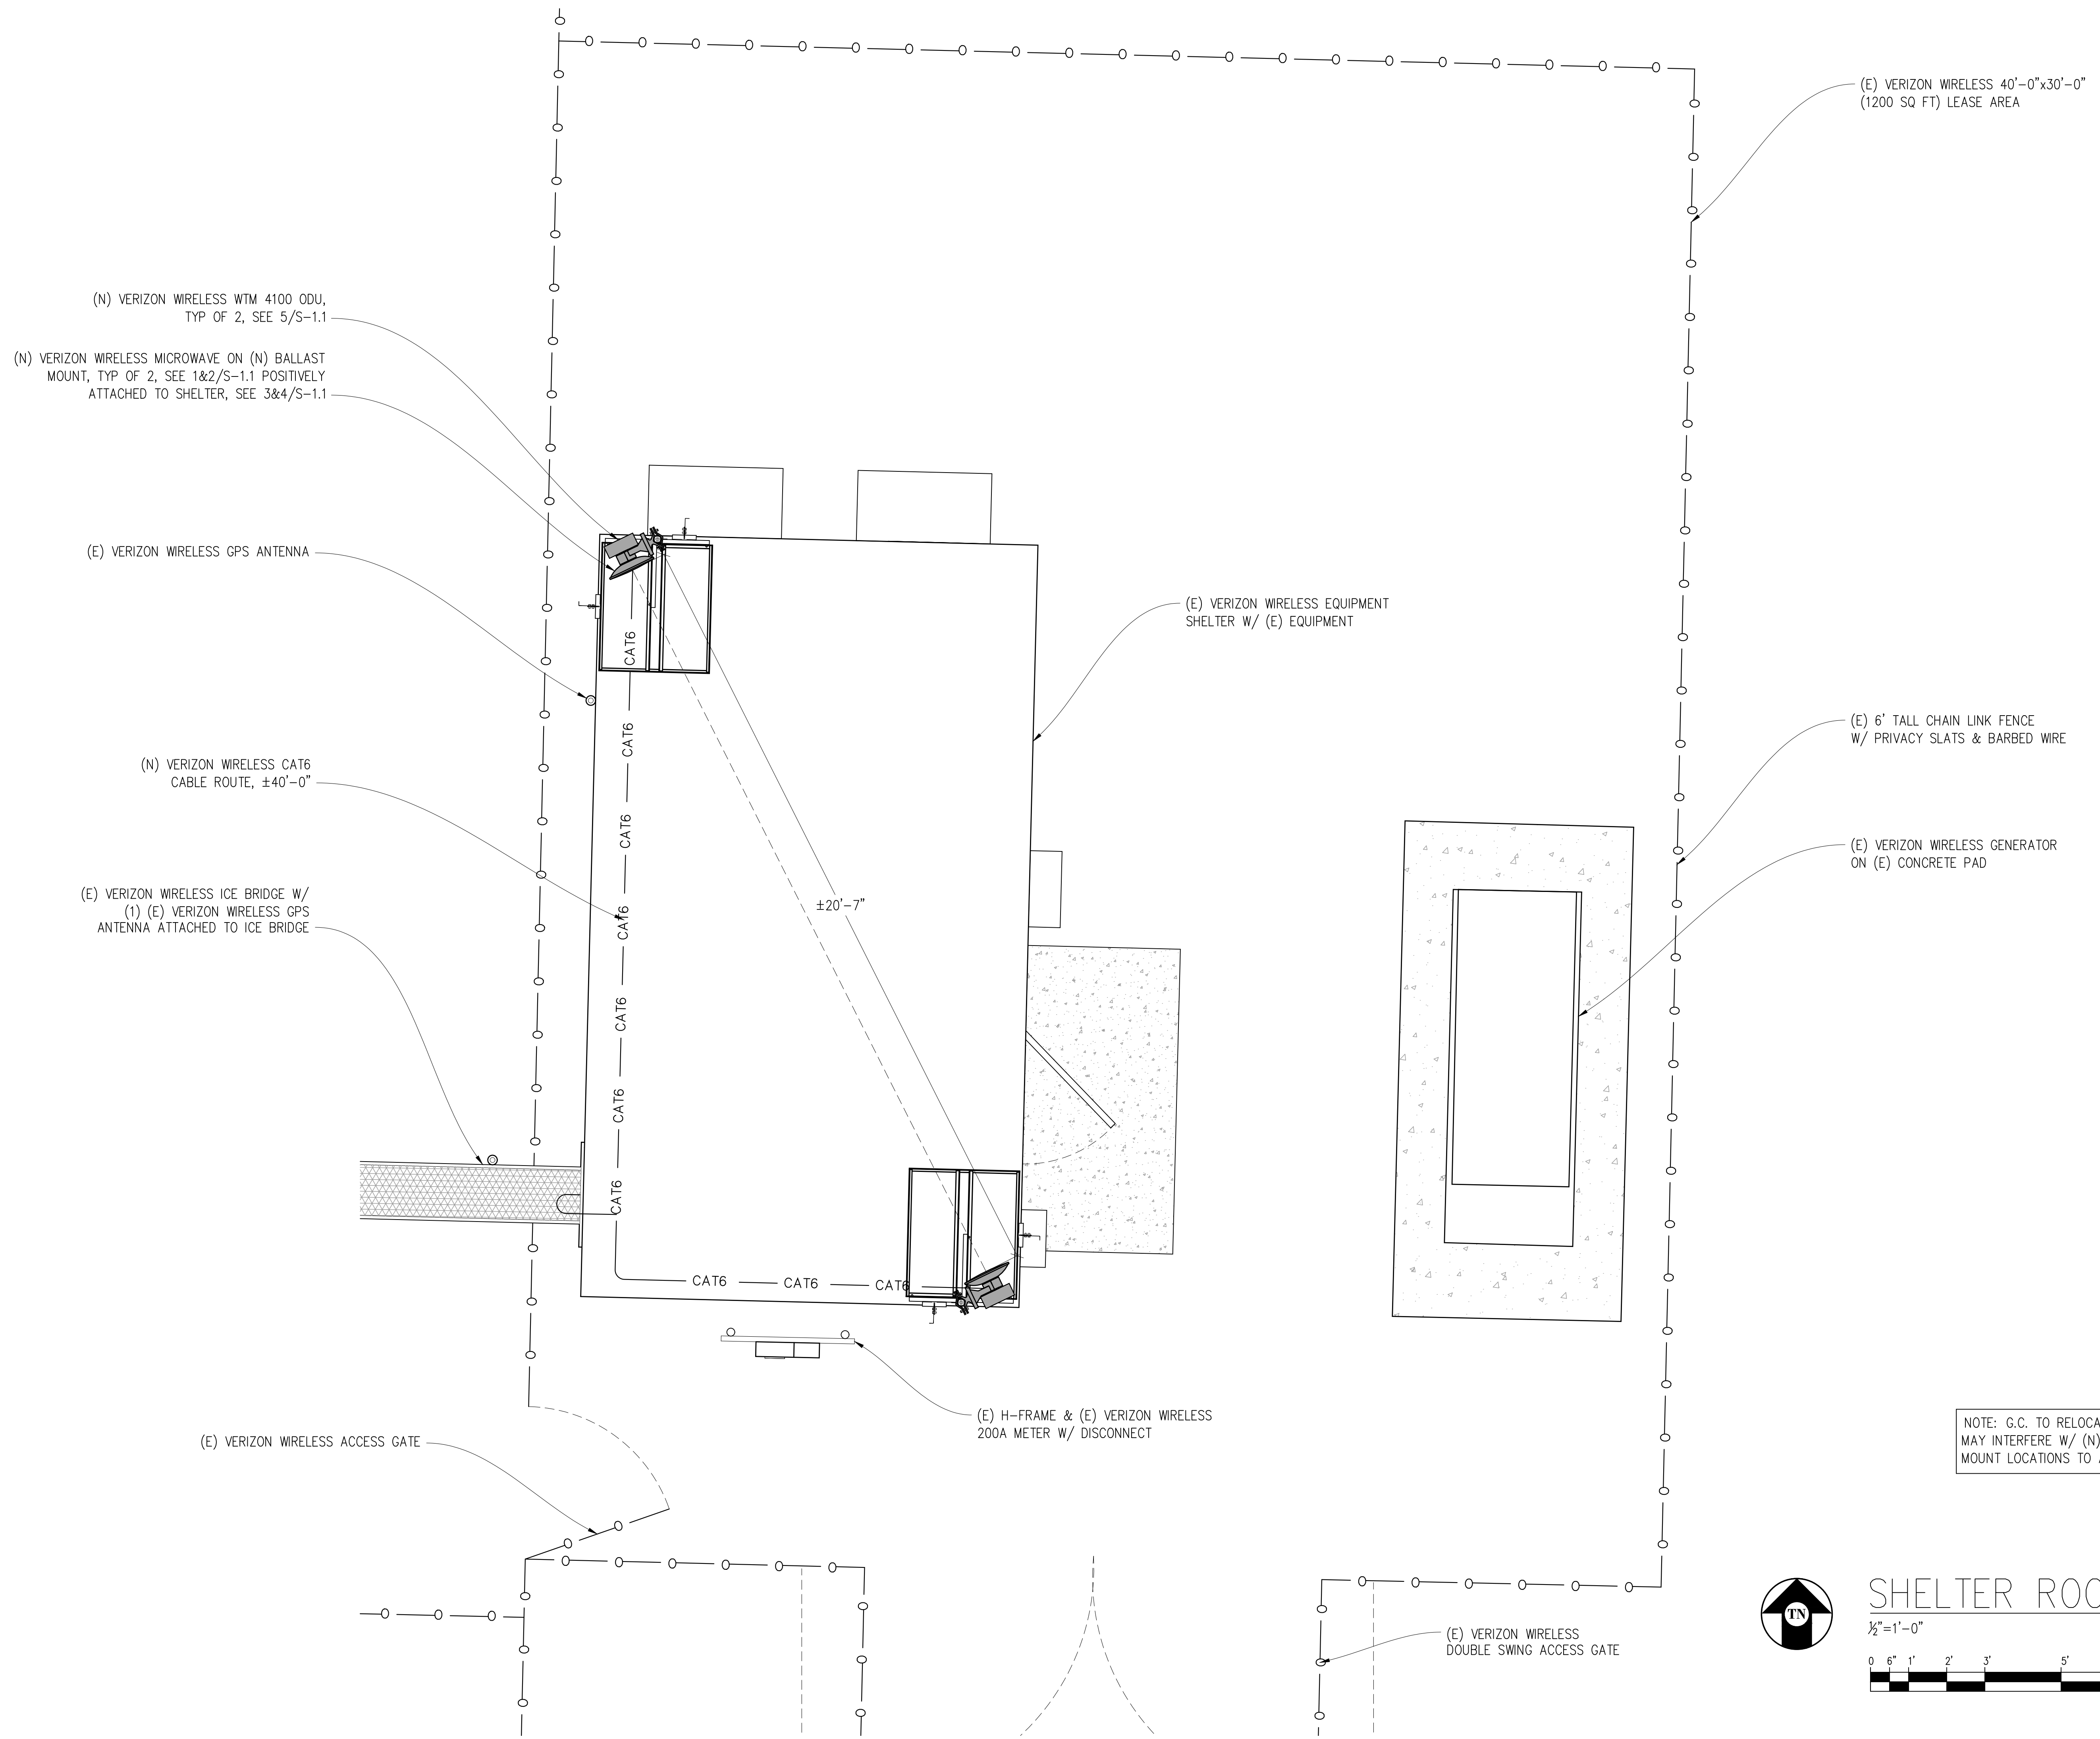 (E) VERIZON WIRELESS 40'-0"x30'-0"
(1200 SQ FT) LEASE AREA
(N) VERIZON WIRELESS WTM 4100 ODU,
TYP OF 2, SEE 5/S-1.1
(N) VERIZON WIRELESS MICROWAVE ON (N) BALLAST
MOUNT, TYP OF 2, SEE 1&2/S-1.1 POSITIVELY
ATTACHED TO SHELTER, SEE 3&4/S-1.1
(E) VERIZON WIRELESS GPS ANTENNA
(E) VERIZON WIRELESS EQUIPMENT
SHELTER W/ (E) EQUIPMENT
CAT6
CAT6
(E) 6' TALL CHAIN LINK FENCE
W/ PRIVACY SLATS & BARBED WIRE
(N) VERIZON WIRELESS CAT6
CABLE ROUTE, ±40'-0"
CAT6
(E) VERIZON WIRELESS GENERATOR
ON (E) CONCRETE PAD
(E) VERIZON WIRELESS ICE BRIDGE W/
(1) (E) VERIZON WIRELESS GPS
ANTENNA ATTACHED TO ICE BRIDGE
±20'-7"
CAT6
CAT6
CAT6
CAT6
CAT6
CAT6
CAT6
(E) H-FRAME & (E) VERIZON WIRELESS
200A METER W/ DISCONNECT
(E) VERIZON WIRELESS ACCESS GATE
NOTE: G.C. TO RELOCA
MAY INTERFERE W/ (N)
MOUNT LOCATIONS TO
TN
SHELTER ROO
½"=1'-0"
(E) VERIZON WIRELESS
DOUBLE SWING ACCESS GATE
0 6" 1' 2' 3' 5'